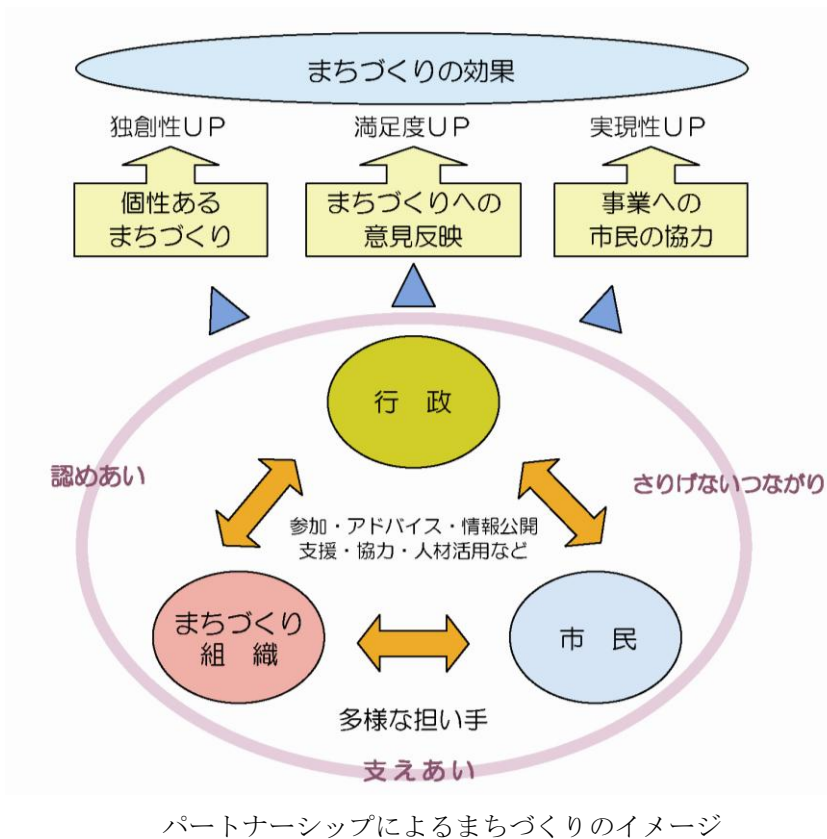 まちづくりの効果
独創性UP
満足度UP
実現性UP
個性ある
まちづくり
まちづくりへの
意見反映
事業への
市民の協力
行 政
認めあい
さりげないつながり
参加・アドバイス・情報公開
支援・協力・人材活用など
まちづくり
組 織
市 民
多様な担い手
支えあい
パートナーシップによるまちづくりのイメージ